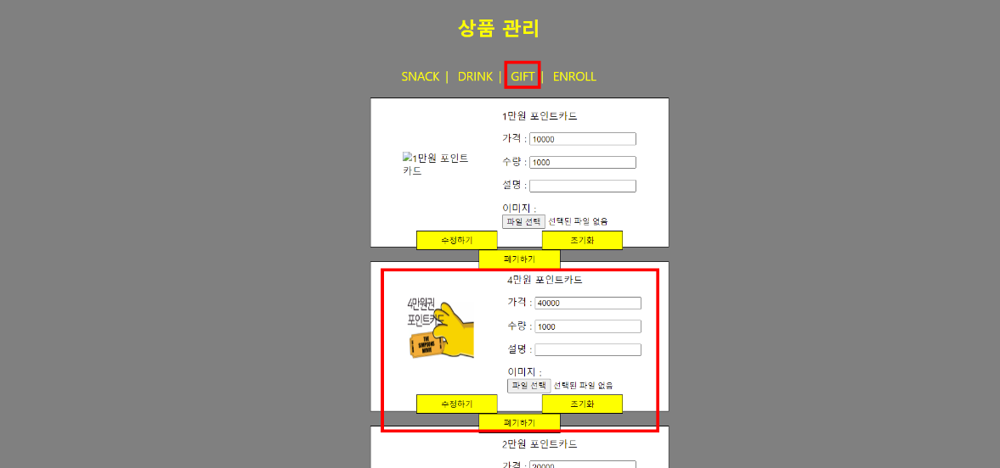 상품 관리
SNACK | DRINK | GIFT | ENROLL
1만원 포인트카드
가격 : 10000
1만원 포인트
카드
수량 : 1000
설명 :
이미지 :
파일 선택 선택된 파일 없음
수정하기 초기화
폐기하기
4만원 포인트카드
가격 : 40000
4만원권
포인트카드
THE
SIMPSONS
MOVIE
수량 : 1000
설명 :
이미지 :
파일 선택 선택된 파일 없음
수정하기 초기화
폐기하기
2만원 포인트카드
가격 : 20000